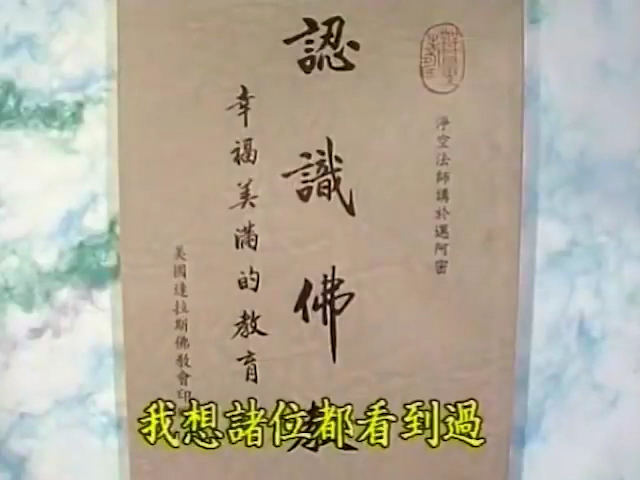 淨空法師講於邁阿密
認識佛教
幸福美滿的教育
美國達拉斯佛教會印
我想諸位都看到過